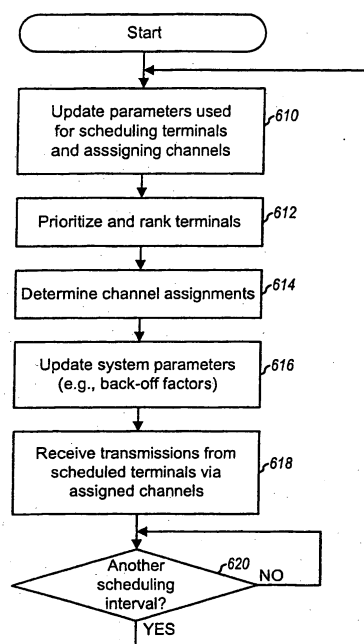 Start
Update parameters used
for scheduling terminals
and asssigning channels
610
Prioritize and rank terminals
612
Determine channel assignments
614
Update system parameters
(e.g., back-off factors)
616
Receive transmissions from
scheduled terminals via
assigned channels
618
Another
scheduling
interval?
620
NO
YES